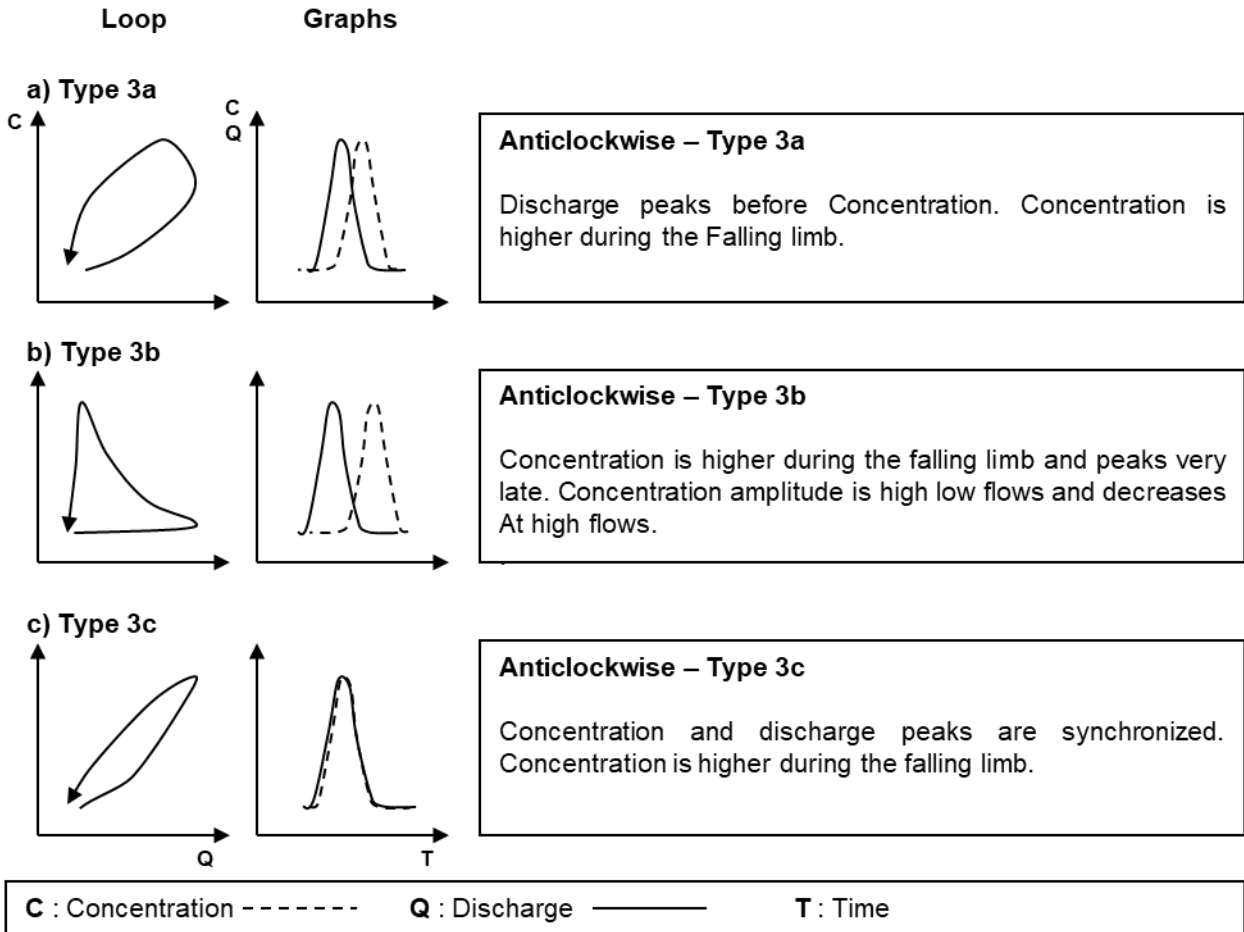 Loop Graphs
a) Type 3a
C
C
Q
Anticlockwise – Type 3a
Discharge peaks before Concentration. Concentration is
higher during the Falling limb.
b) Type 3b
Anticlockwise – Type 3b
Concentration is higher during the falling limb and peaks very
late. Concentration amplitude is high low flows and decreases
At high flows.
c) Type 3c
Anticlockwise – Type 3c
Concentration and discharge peaks are synchronized.
Concentration is higher during the falling limb.
Q T
C : Concentration Q : Discharge T : Time